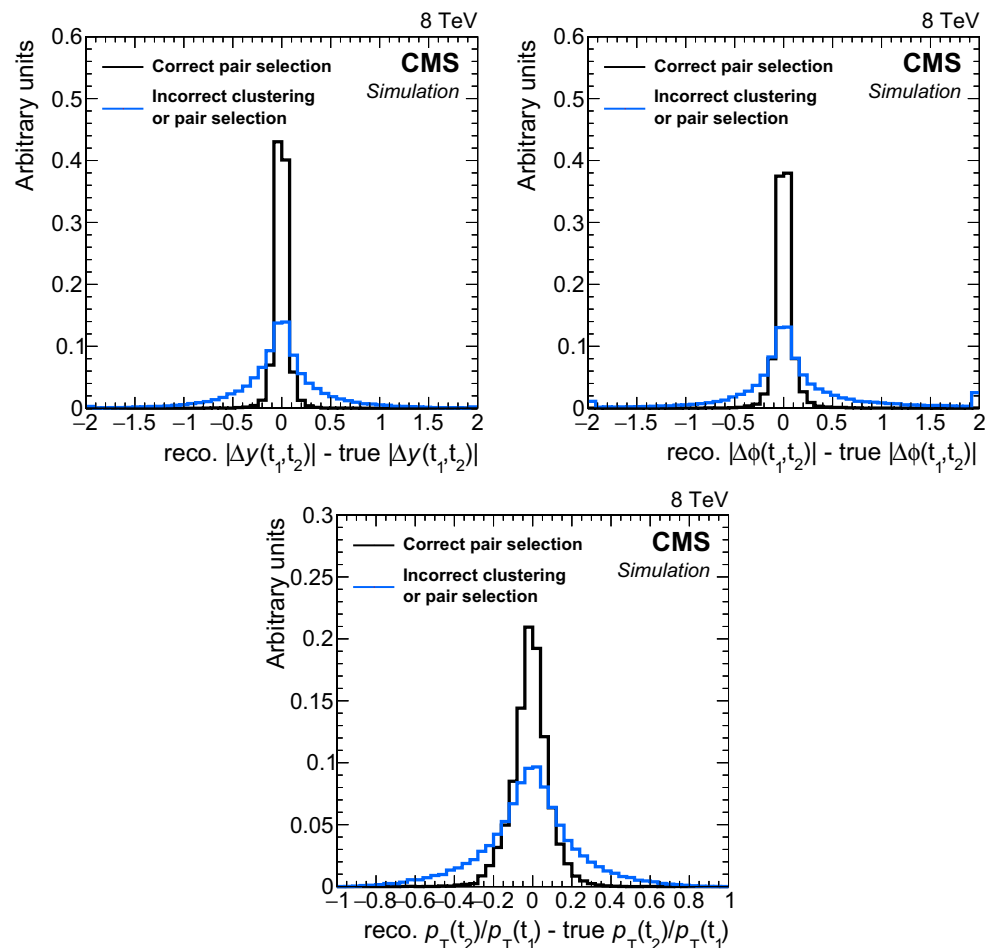 8 TeV
0.6
0.5
0.4
0.3
0.2
0.1
0
Arbitrary units
Correct pair selection
Incorrect clustering
or pair selection
CMS
Simulation
−2 −1.5 −1 −0.5 0 0.5 1 1.5 2
reco. |Δy(t₁,t₂)| - true |Δy(t₁,t₂)|
8 TeV
0.6
0.5
0.4
0.3
0.2
0.1
0
Arbitrary units
Correct pair selection
Incorrect clustering
or pair selection
CMS
Simulation
−2 −1.5 −1 −0.5 0 0.5 1 1.5 2
reco. |Δϕ(t₁,t₂)| - true |Δϕ(t₁,t₂)|
8 TeV
0.3
0.25
0.2
0.15
0.1
0.05
0
Arbitrary units
Correct pair selection
Incorrect clustering
or pair selection
CMS
Simulation
−1 −0.8 −0.6 −0.4 −0.2 0 0.2 0.4 0.6 0.8 1
reco. p_T(t₂)/p_T(t₁) - true p_T(t₂)/p_T(t₁)